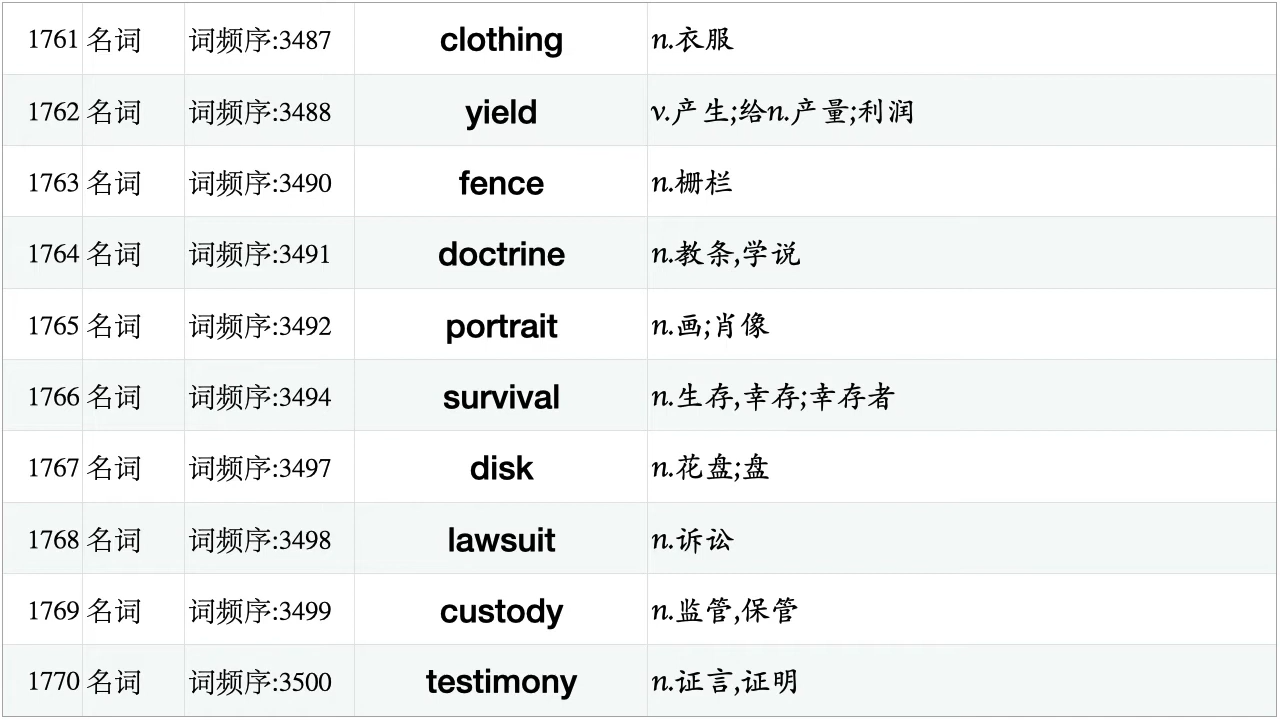 1761 名词 词频序:3487 clothing n.衣服
1762 名词 词频序:3488 yield v.产生;给n.产量;利润
1763 名词 词频序:3490 fence n.栅栏
1764 名词 词频序:3491 doctrine n.教条,学说
1765 名词 词频序:3492 portrait n.画;肖像
1766 名词 词频序:3494 survival n.生存,幸存;幸存者
1767 名词 词频序:3497 disk n.花盘;盘
1768 名词 词频序:3498 lawsuit n.诉讼
1769 名词 词频序:3499 custody n.监管,保管
1770 名词 词频序:3500 testimony n.证言,证明